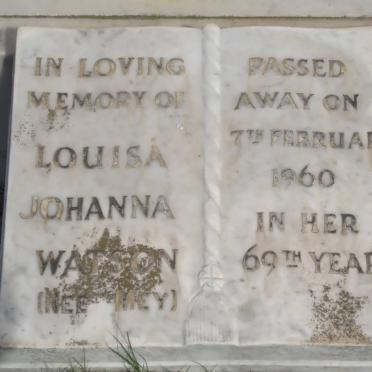 IN LOVING
MEMORY OF
LOUISA
JOHANNA
WATSON
(NEE
PASSED
AWAY ON
7TH FEBRUAR
1960
IN HER
69TH YEAR